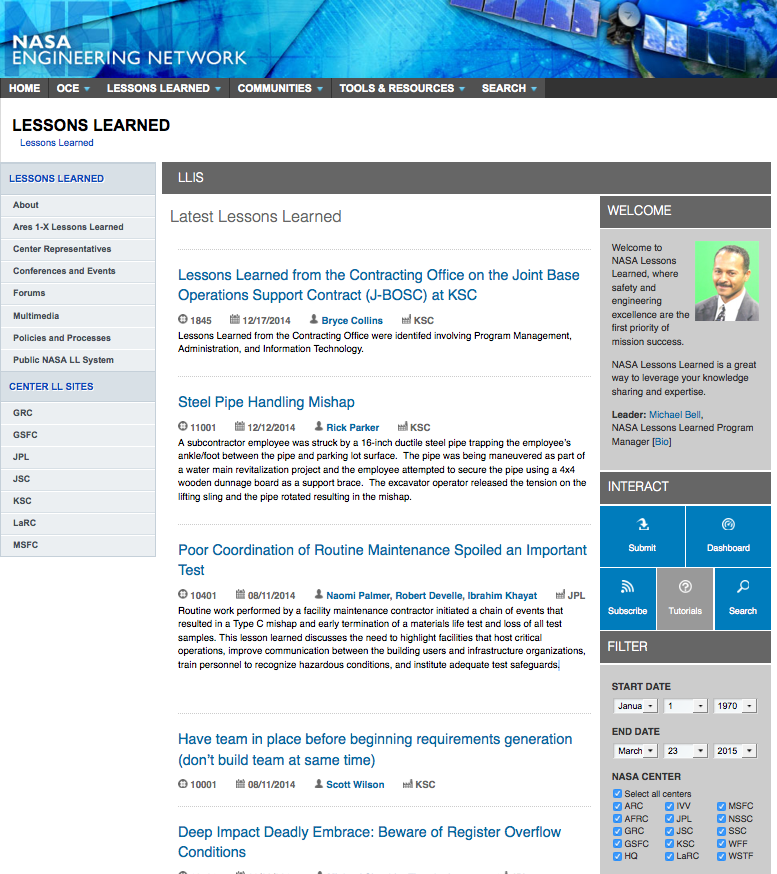 NASA
ENGINEERING NETWORK
HOME OCE LESSONS LEARNED COMMUNITIES TOOLS & RESOURCES SEARCH
LESSONS LEARNED
Lessons Learned
LESSONS LEARNED
About
Ares 1-X Lessons Learned
Center Representatives
Conferences and Events
Forums
Multimedia
Policies and Processes
Public NASA LL System
CENTER LL SITES
GRC
GSFC
JPL
JSC
KSC
LaRC
MSFC
LLIS
Latest Lessons Learned
Lessons Learned from the Contracting Office on the Joint Base
Operations Support Contract (J-BOSC) at KSC
1845 12/17/2014 Bryce Collins KSC
Lessons Learned from the Contracting Office were identifed involving Program Management,
Administration, and Information Technology.
Steel Pipe Handling Mishap
11001 12/12/2014 Rick Parker KSC
A subcontractor employee was struck by a 16-inch ductile steel pipe trapping the employee's
ankle/foot between the pipe and parking lot surface. The pipe was being maneuvered as part of
a water main revitalization project and the employee attempted to secure the pipe using a 4x4
wooden dunnage board as a support brace. The excavator operator released the tension on the
lifting sling and the pipe rotated resulting in the mishap.
Poor Coordination of Routine Maintenance Spoiled an Important
Test
10401 08/11/2014 Naomi Palmer, Robert Develle, Ibrahim Khayat JPL
Routine work performed by a facility maintenance contractor initiated a chain of events that
resulted in a Type C mishap and early termination of a materials life test and loss of all test
samples. This lesson learned discusses the need to highlight facilities that host critical
operations, improve communication between the building users and infrastructure organizations,
train personnel to recognize hazardous conditions, and institute adequate test safeguards.
Have team in place before beginning requirements generation
(don't build team at same time)
10001 08/11/2014 Scott Wilson KSC
Deep Impact Deadly Embrace: Beware of Register Overflow
Conditions
WELCOME
Welcome to
NASA Lessons
Learned, where
safety and
engineering
excellence are the
first priority of
mission success.
NASA Lessons Learned is a great
way to leverage your knowledge
sharing and expertise.
Leader: Michael Bell,
NASA Lessons Learned Program
Manager [Bio]
INTERACT
Submit Dashboard
Subscribe Tutorials Search
FILTER
START DATE
Janua 1 1970
END DATE
March 23 2015
NASA CENTER
Select all centers
ARC IVV MSFC
AFRC JPL NSSC
GRC JSC SSC
GSFC KSC WFF
HQ LaRC WSTF